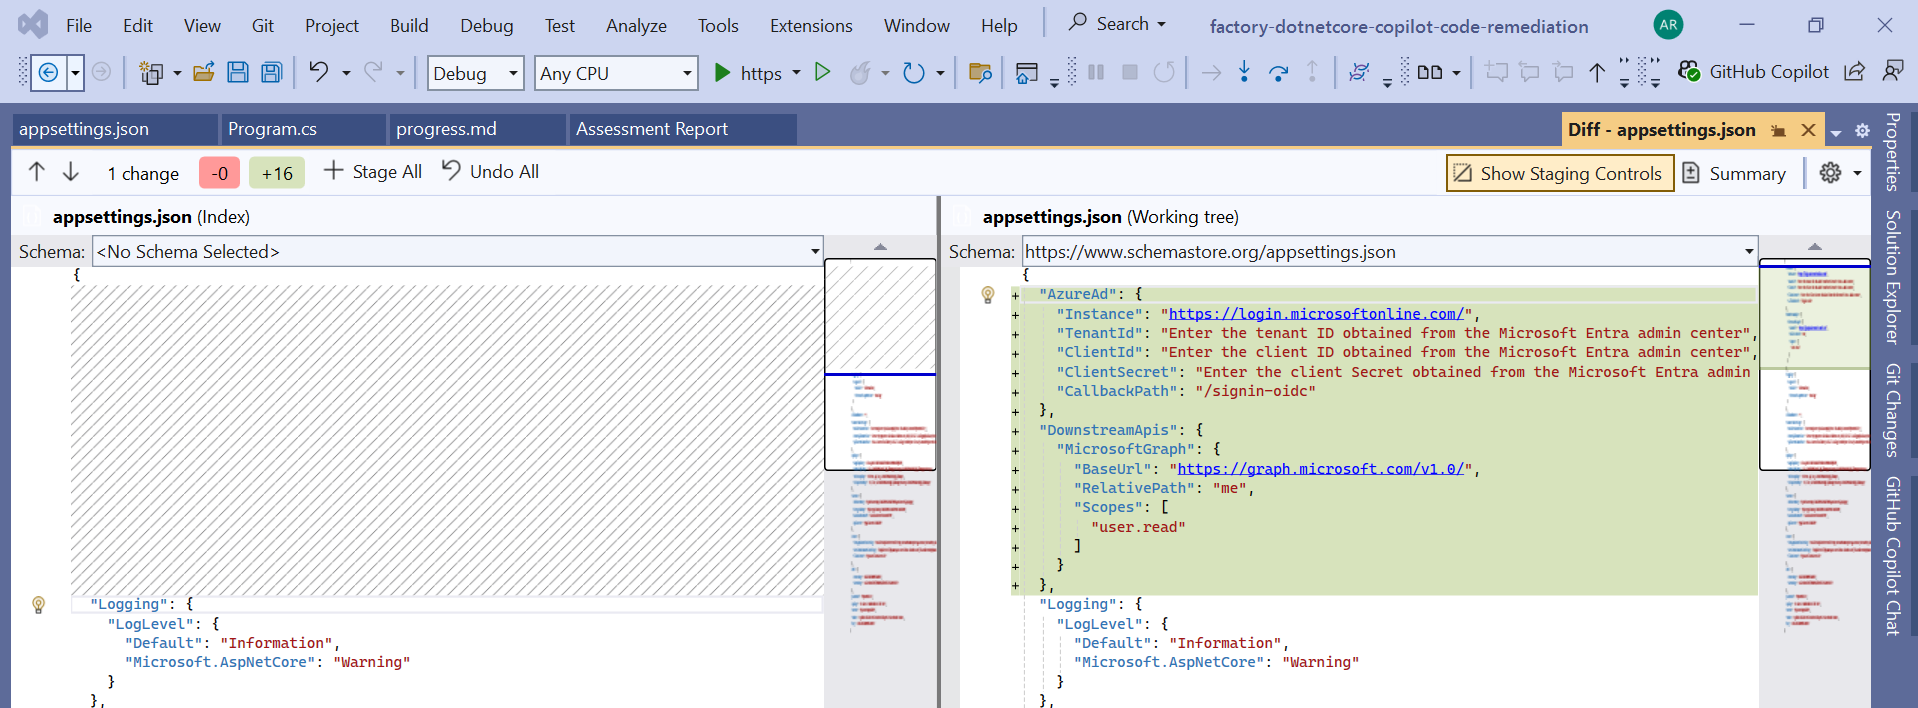 File Edit View Git Project Build Debug Test Analyze Tools Extensions Window Help Search factory-dotnetcore-copilot-code-remediation AR
Debug Any CPU https GitHub Copilot
appsettings.json Program.cs progress.md Assessment Report Diff - appsettings.json
1 change -0 +16 Stage All Undo All Show Staging Controls Summary
appsettings.json (Index)
Schema: <No Schema Selected>
{
"Logging": {
"LogLevel": {
"Default": "Information",
"Microsoft.AspNetCore": "Warning"
}
},
appsettings.json (Working tree)
Schema: https://www.schemastore.org/appsettings.json
{
+ "AzureAd": {
+ "Instance": "https://login.microsoftonline.com/",
+ "TenantId": "Enter the tenant ID obtained from the Microsoft Entra admin center",
+ "ClientId": "Enter the client ID obtained from the Microsoft Entra admin center",
+ "ClientSecret": "Enter the client Secret obtained from the Microsoft Entra admin
+ "CallbackPath": "/signin-oidc"
+ },
+ "DownstreamApis": {
+ "MicrosoftGraph": {
+ "BaseUrl": "https://graph.microsoft.com/v1.0/",
+ "RelativePath": "me",
+ "Scopes": [
+ "user.read"
+ ]
+ }
+ },
"Logging": {
"LogLevel": {
"Default": "Information",
"Microsoft.AspNetCore": "Warning"
}
},
Properties
Solution Explorer
Git Changes
GitHub Copilot Chat